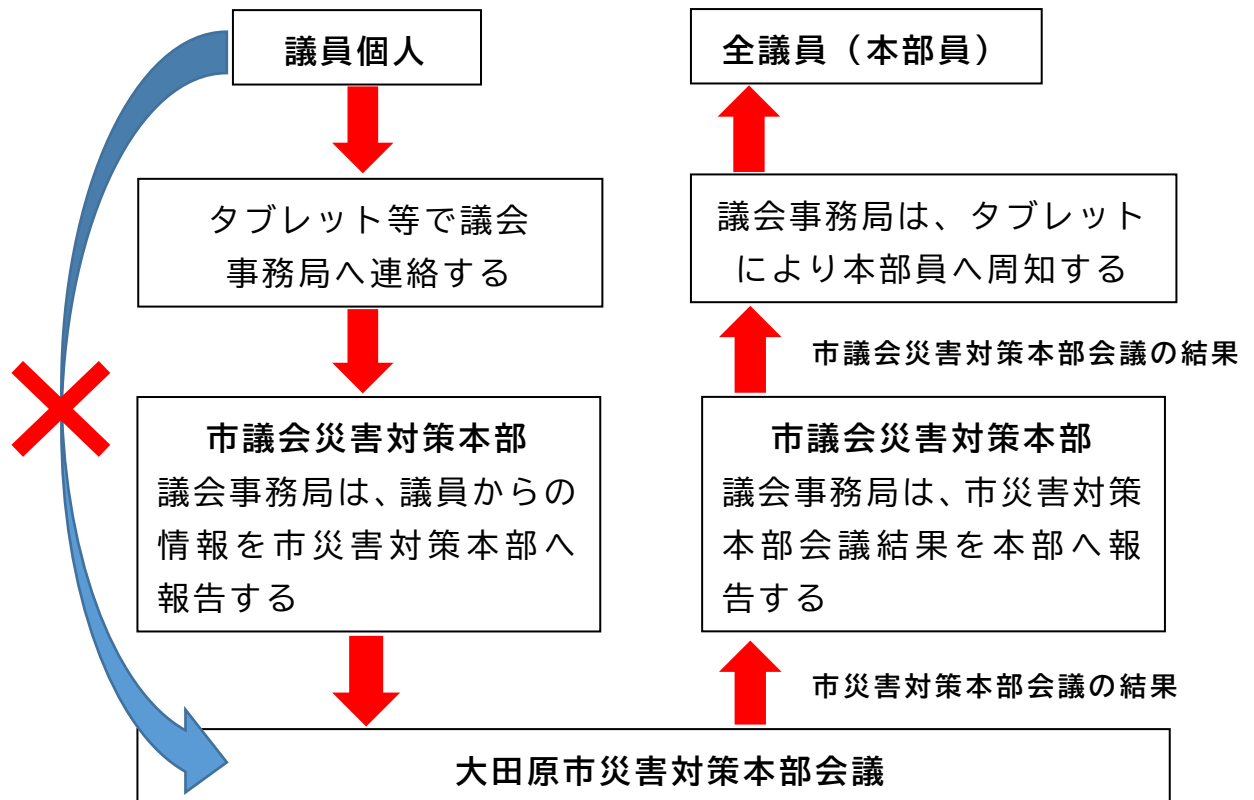 議員個人
タブレット等で議会
事務局へ連絡する
市議会災害対策本部
議会事務局は、議員からの
情報を市災害対策本部へ
報告する
全議員（本部員）
議会事務局は、タブレット
により本部員へ周知する
市議会災害対策本部会議の結果
市議会災害対策本部
議会事務局は、市災害対策
本部会議結果を本部へ報
告する
市災害対策本部会議の結果
大田原市災害対策本部会議